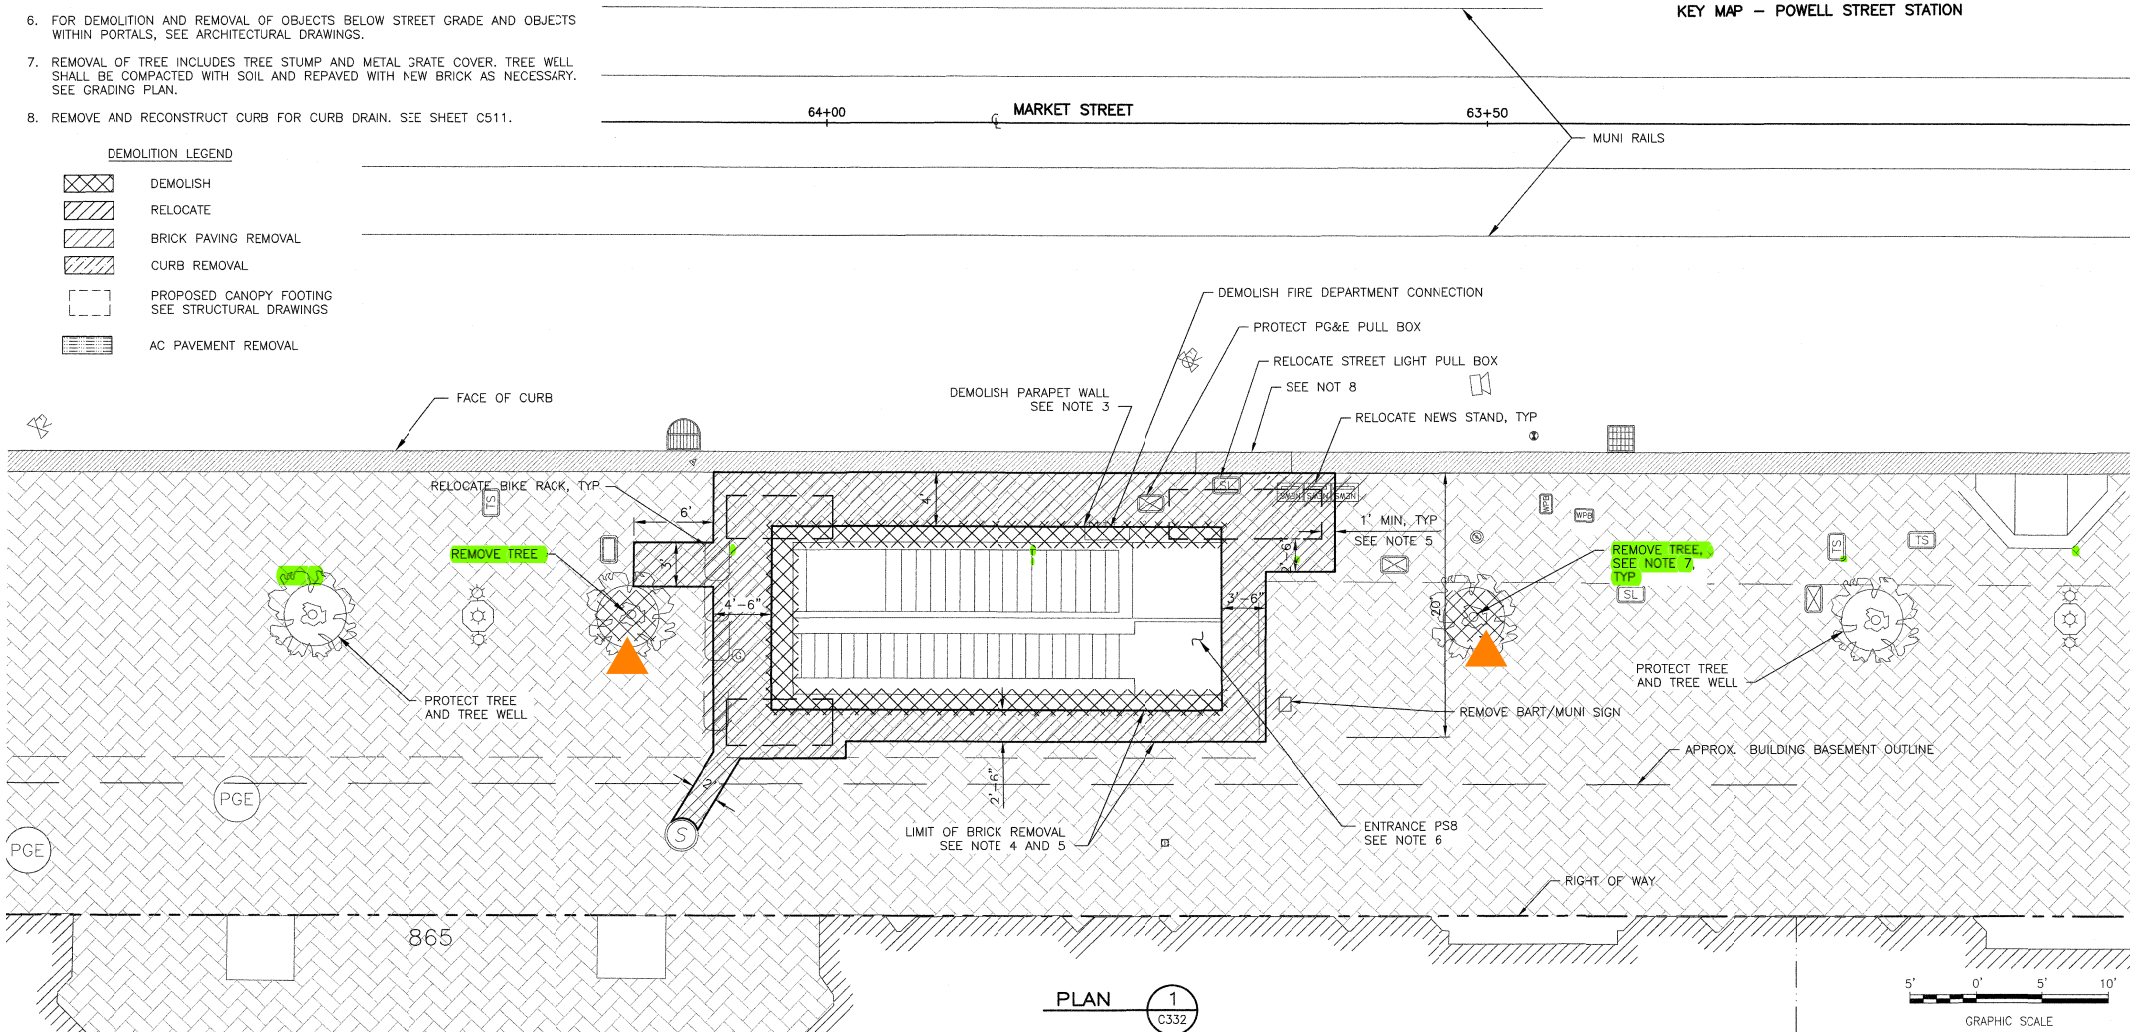 6. FOR DEMOLITION AND REMOVAL OF OBJECTS BELOW STREET GRADE AND OBJECTS
WITHIN PORTALS, SEE ARCHITECTURAL DRAWINGS.
7. REMOVAL OF TREE INCLUDES TREE STUMP AND METAL GRATE COVER. TREE WELL
SHALL BE COMPACTED WITH SOIL AND REPAVED WITH NEW BRICK AS NECESSARY.
SEE GRADING PLAN.
8. REMOVE AND RECONSTRUCT CURB FOR CURB DRAIN. SEE SHEET C511.
KEY MAP – POWELL STREET STATION
64+00
MARKET STREET
63+50
MUNI RAILS
DEMOLITION LEGEND
DEMOLISH
RELOCATE
BRICK PAVING REMOVAL
CURB REMOVAL
PROPOSED CANOPY FOOTING
SEE STRUCTURAL DRAWINGS
AC PAVEMENT REMOVAL
DEMOLISH FIRE DEPARTMENT CONNECTION
PROTECT PG&E PULL BOX
RELOCATE STREET LIGHT PULL BOX
SEE NOT 8
DEMOLISH PARAPET WALL
SEE NOTE 3
RELOCATE NEWS STAND, TYP
FACE OF CURB
RELOCATE BIKE RACK, TYP
TS
6'
4'
SL
NEWS
NEWS
NEWS
WPB
WPB
1' MIN, TYP
SEE NOTE 5
2'-6"
REMOVE TREE
3'
REMOVE TREE,
SEE NOTE 7,
TYP
TS
TS
SL
4'-6"
3'-6"
20'
G
PROTECT TREE
AND TREE WELL
PROTECT TREE
AND TREE WELL
REMOVE BART/MUNI SIGN
APPROX. BUILDING BASEMENT OUTLINE
PGE
2'
2'-6"
S
PGE
LIMIT OF BRICK REMOVAL
SEE NOTE 4 AND 5
ENTRANCE PS8
SEE NOTE 6
RIGHT OF WAY
865
PLAN
1
C332
5' 0' 5' 10'
GRAPHIC SCALE